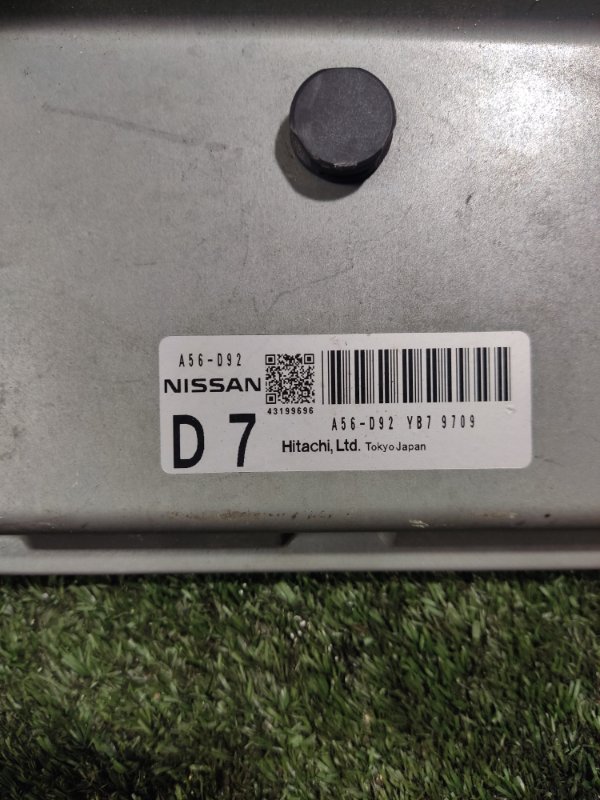 A56-D92
NISSAN
43199696
D 7
A56-D92 YB7 9709
Hitachi, Ltd. Tokyo Japan